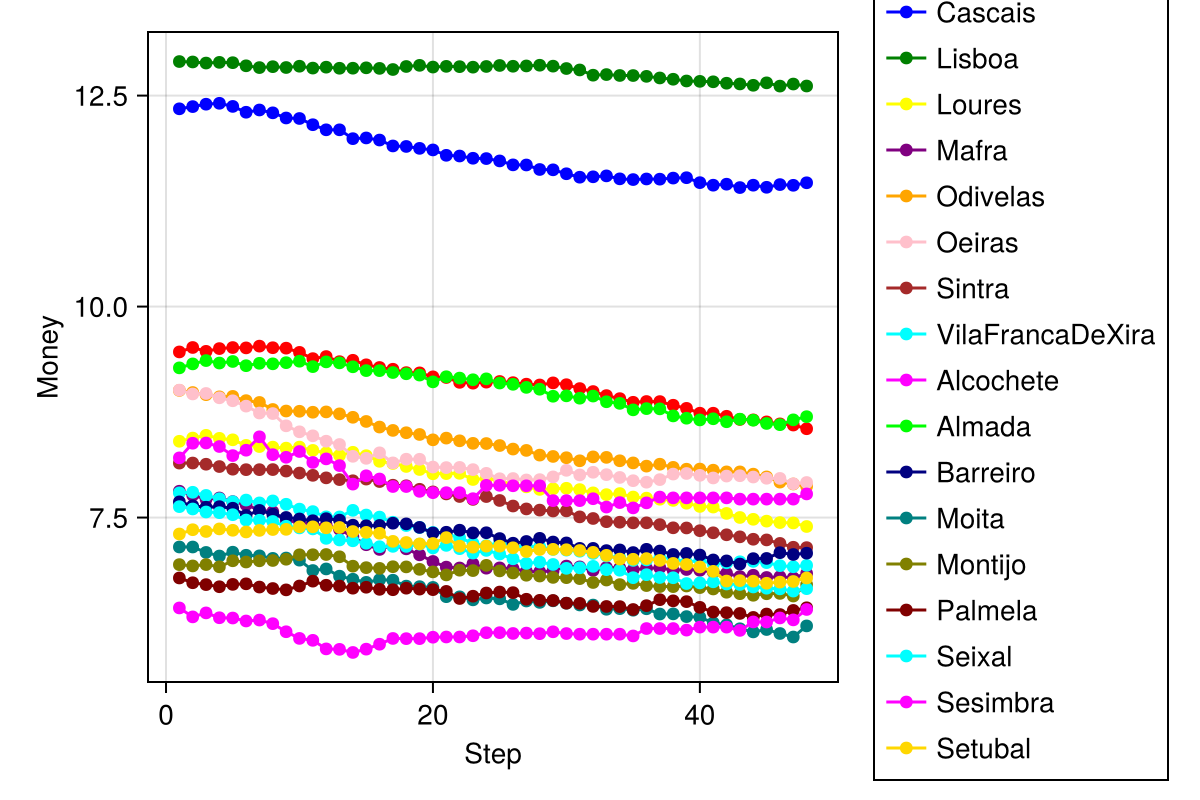 12.5
10.0
7.5
Money
0
20
40
Step
Cascais
Lisboa
Loures
Mafra
Odivelas
Oeiras
Sintra
VilaFrancaDeXira
Alcochete
Almada
Barreiro
Moita
Montijo
Palmela
Seixal
Sesimbra
Setubal